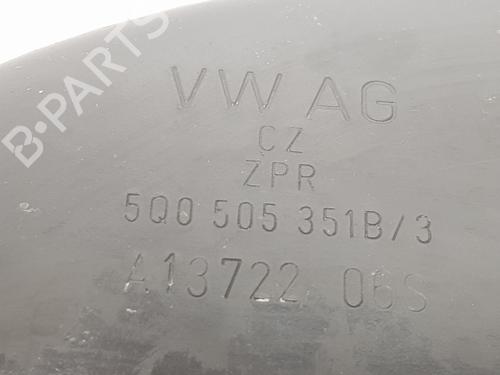 B-PARTS
VW AG
CZ
ZPR
5Q0 505 351B/3
A13722 06S